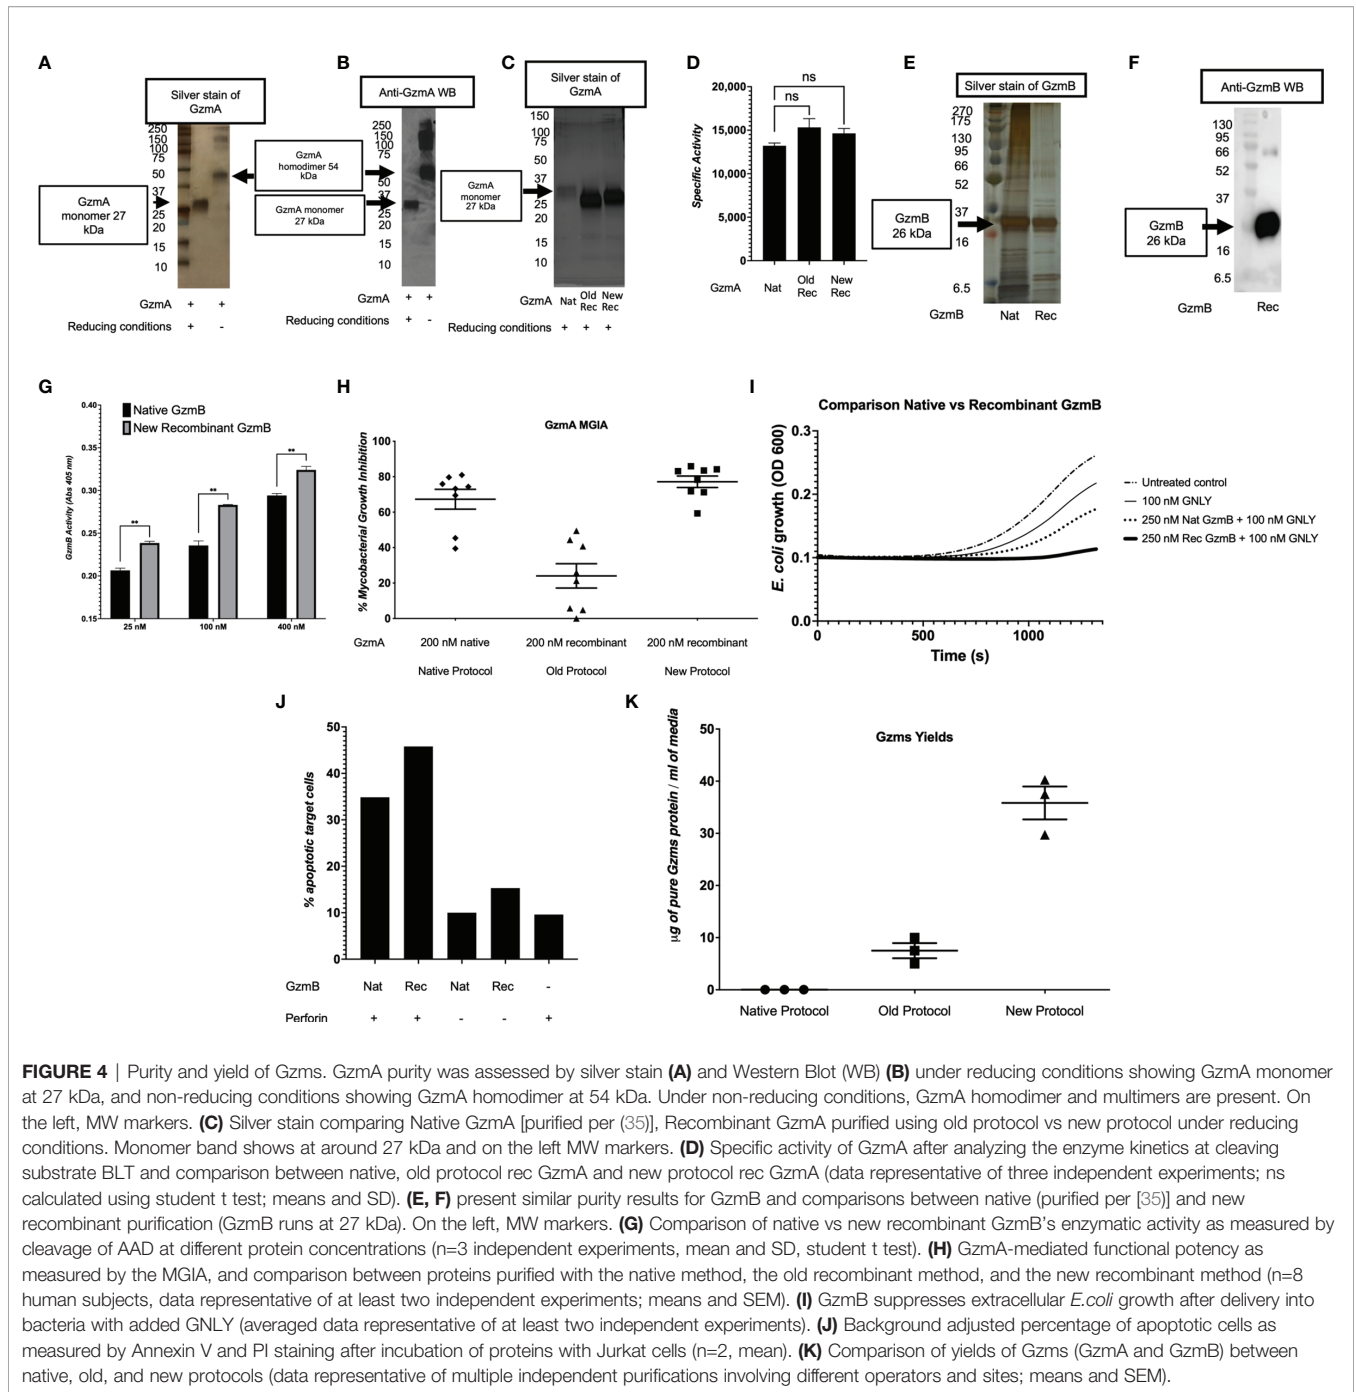 A
Silver stain of
GzmA
250
150
100
75
50
37
25
20
15
10
GzmA
monomer 27
kDa
GzmA + +
Reducing conditions + -
B
Anti-GzmA WB
250
150
100
75
50
37
25
20
15
10
GzmA
homodimer 54
kDa
GzmA monomer
27 kDa
GzmA + +
Reducing conditions + -
C
Silver stain of
GzmA
150
100
75
50
37
25
20
15
10
GzmA
monomer
27 kDa
GzmA Nat Old Rec New Rec
Reducing conditions + + +
D
Specific Activity
20,000
15,000
10,000
5,000
0
ns
ns
GzmA Nat Old Rec New Rec
E
Silver stain of GzmB
270
175
130
95
66
52
37
16
6.5
GzmB
26 kDa
GzmB Nat Rec
F
Anti-GzmB WB
130
95
66
52
37
16
6.5
GzmB
26 kDa
GzmB Rec
G
GzmB Activity (Abs 405 nm)
0.40
0.35
0.30
0.25
0.20
0.15
Native GzmB
New Recombinant GzmB
**
**
**
25 nM 100 nM 400 nM
H
GzmA MGIA
% Mycobacterial Growth Inhibition
100
80
60
40
20
0
GzmA 200 nM native 200 nM recombinant 200 nM recombinant
Native Protocol Old Protocol New Protocol
I
Comparison Native vs Recombinant GzmB
E. coli growth (OD 600)
0.3
0.2
0.1
0.0
0 500 1000
Time (s)
Untreated control
100 nM GNLY
250 nM Nat GzmB + 100 nM GNLY
250 nM Rec GzmB + 100 nM GNLY
J
% apoptotic target cells
50
40
30
20
10
0
GzmB Nat Rec Nat Rec -
Perforin + + - - +
K
Gzms Yields
µg of pure Gzms protein / ml of media
50
40
30
20
10
0
Native Protocol Old Protocol New Protocol
FIGURE 4 | Purity and yield of Gzms. GzmA purity was assessed by silver stain (A) and Western Blot (WB) (B) under reducing conditions showing GzmA monomer
at 27 kDa, and non-reducing conditions showing GzmA homodimer at 54 kDa. Under non-reducing conditions, GzmA homodimer and multimers are present. On
the left, MW markers. (C) Silver stain comparing Native GzmA [purified per (35)], Recombinant GzmA purified using old protocol vs new protocol under reducing
conditions. Monomer band shows at around 27 kDa and on the left MW markers. (D) Specific activity of GzmA after analyzing the enzyme kinetics at cleaving
substrate BLT and comparison between native, old protocol rec GzmA and new protocol rec GzmA (data representative of three independent experiments; ns
calculated using student t test; means and SD). (E, F) present similar purity results for GzmB and comparisons between native (purified per [35)] and new
recombinant purification (GzmB runs at 27 kDa). On the left, MW markers. (G) Comparison of native vs new recombinant GzmB's enzymatic activity as measured by
cleavage of AAD at different protein concentrations (n=3 independent experiments, mean and SD, student t test). (H) GzmA-mediated functional potency as
measured by the MGIA, and comparison between proteins purified with the native method, the old recombinant method, and the new recombinant method (n=8
human subjects, data representative of at least two independent experiments; means and SEM). (I) GzmB suppresses extracellular E.coli growth after delivery into
bacteria with added GNLY (averaged data representative of at least two independent experiments). (J) Background adjusted percentage of apoptotic cells as
measured by Annexin V and PI staining after incubation of proteins with Jurkat cells (n=2, mean). (K) Comparison of yields of Gzms (GzmA and GzmB) between
native, old, and new protocols (data representative of multiple independent purifications involving different operators and sites; means and SEM).